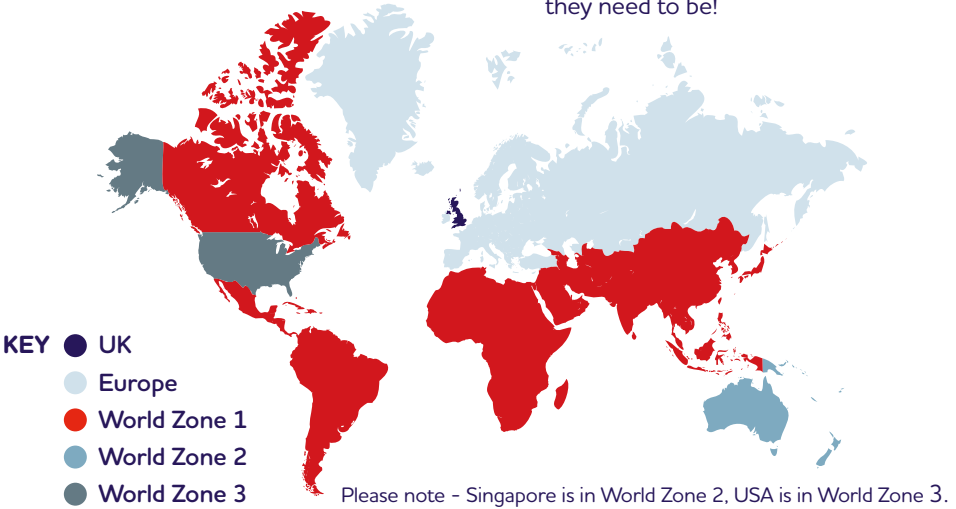 they need to be!
KEY
UK
Europe
World Zone 1
World Zone 2
World Zone 3
Please note - Singapore is in World Zone 2, USA is in World Zone 3.